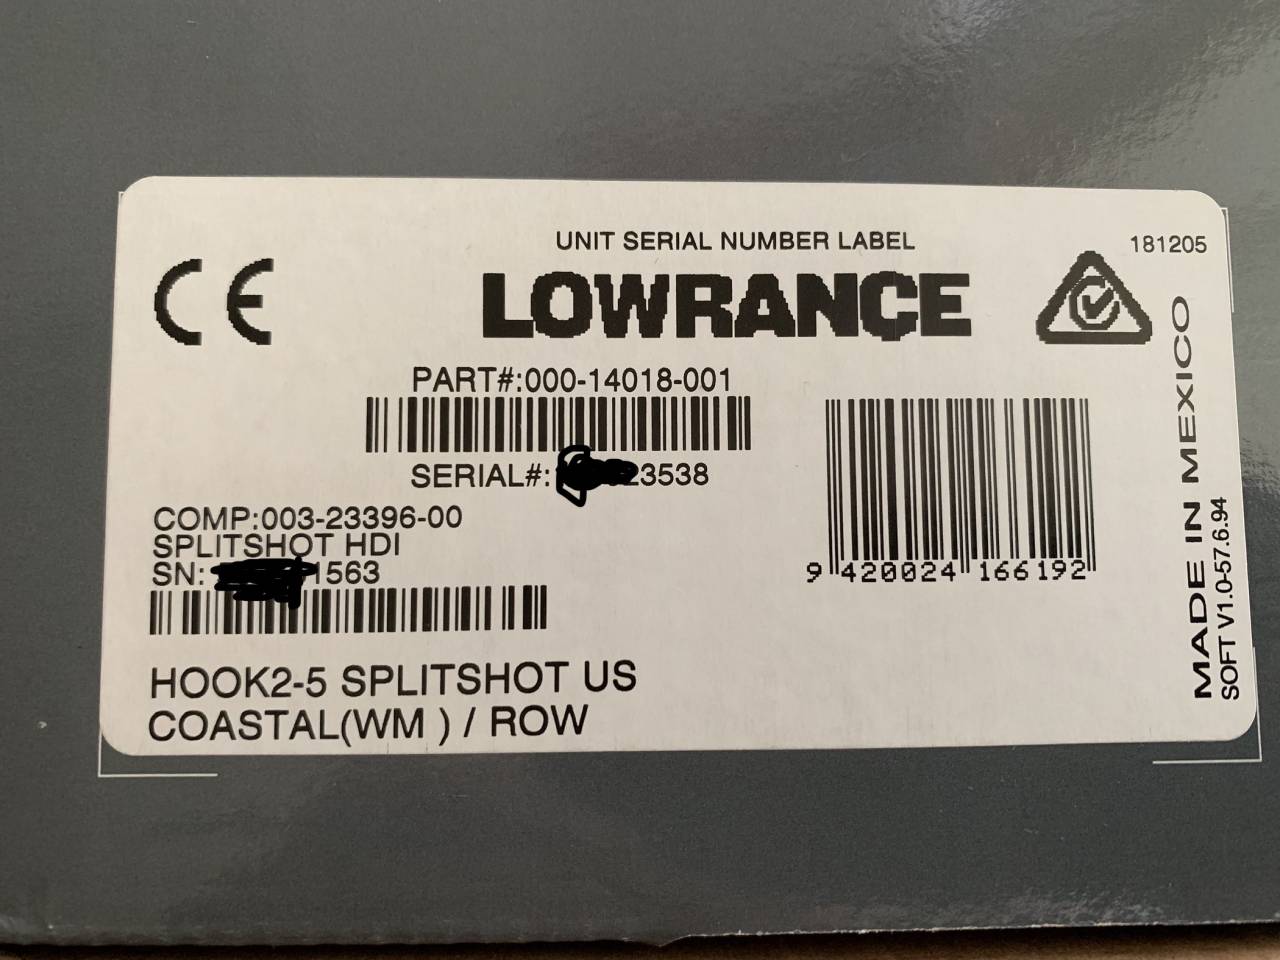 UNIT SERIAL NUMBER LABEL
181205
CE
LOWRANCE
PART#:000-14018-001
SERIAL#: 23538
COMP:003-23396-00
SPLITSHOT HDI
SN: 1563
9 420024 166192
HOOK2-5 SPLITSHOT US
COASTAL(WM ) / ROW
MADE IN MEXICO
SOFT V1.0-57.6.94